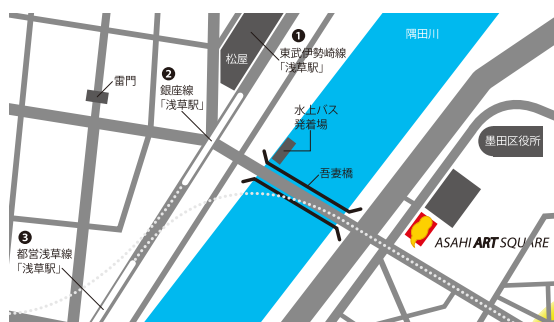 ❶
東武伊勢崎線
「浅草駅」
隅田川
松屋
❷
銀座線
「浅草駅」
雷門
水上バス
発着場
墨田区役所
吾妻橋
ASAHI ART SQUARE
❸
都営浅草線
「浅草駅」